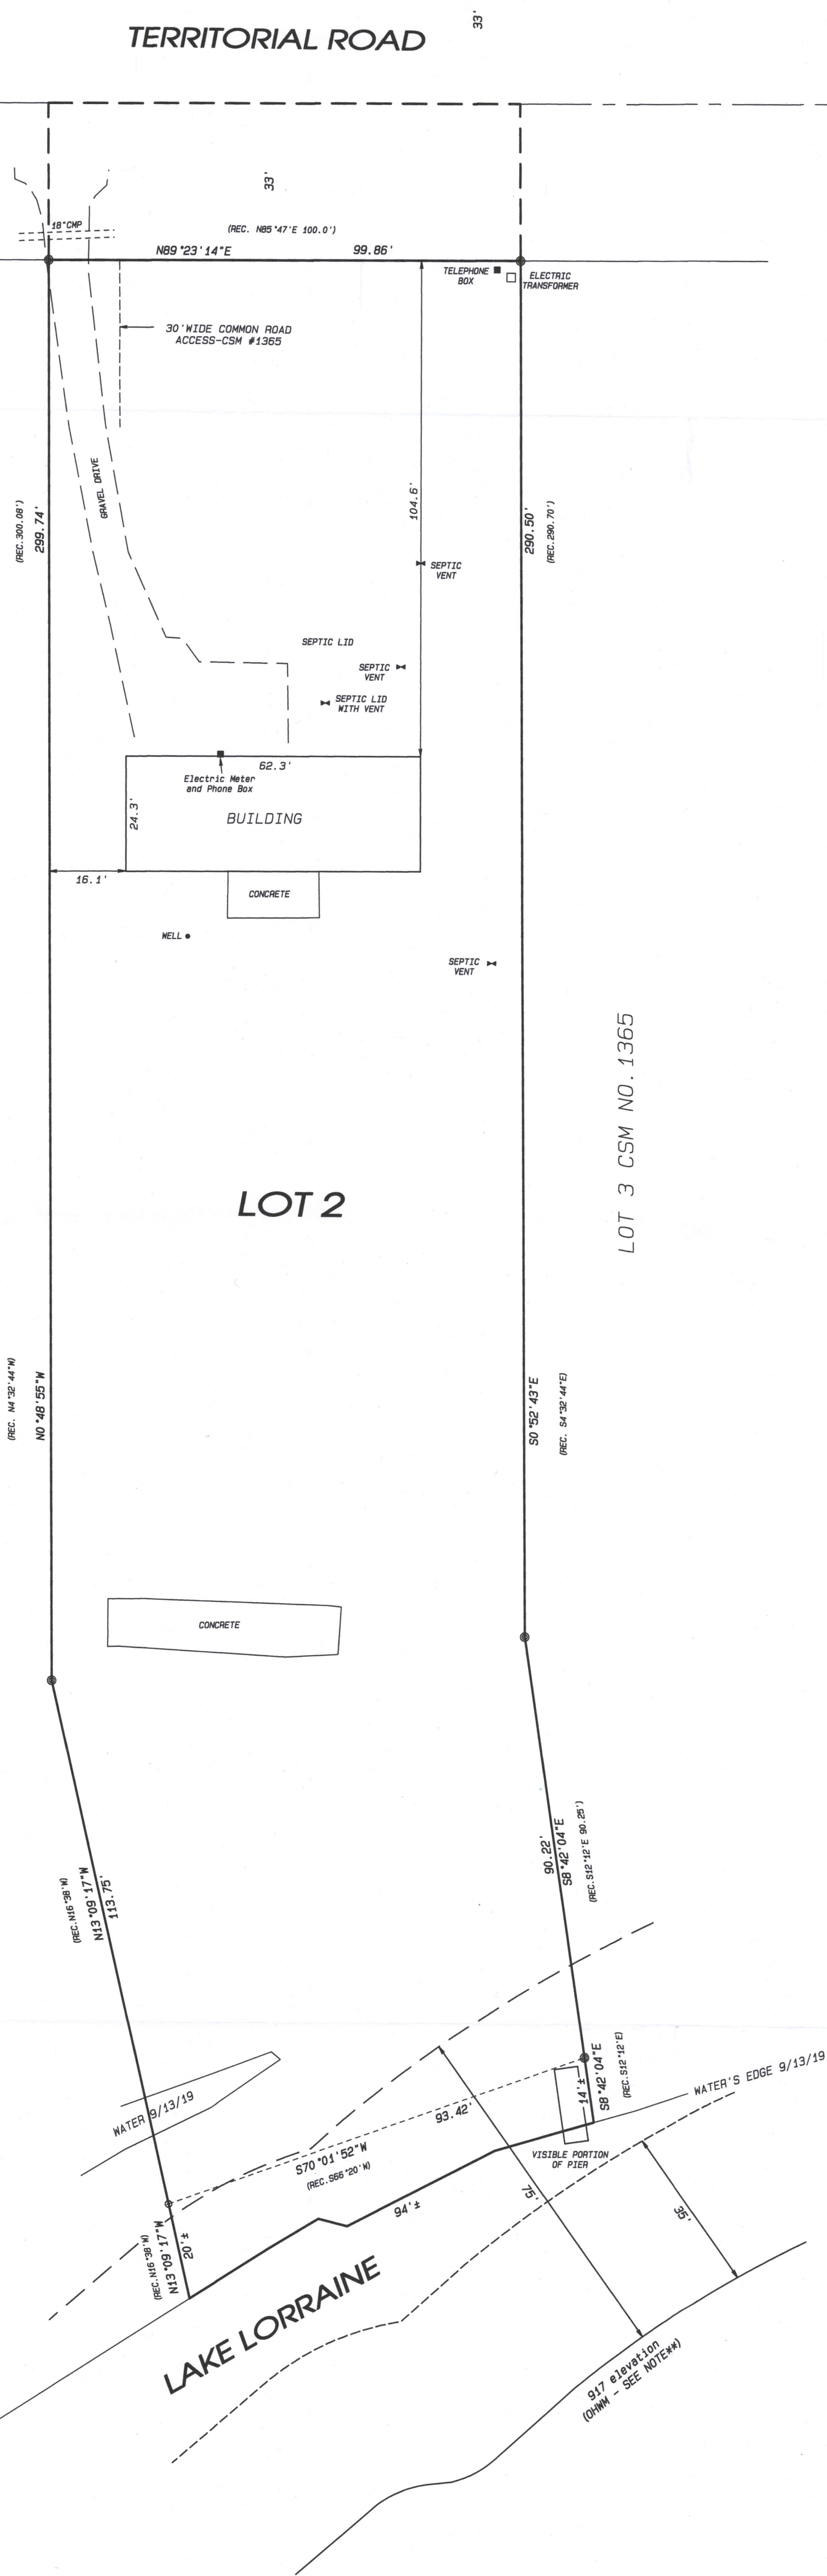 TERRITORIAL ROAD
33'
33'
18"CMP
(REC. N85°47'E 100.0')
N89°23'14"E 99.86'
TELEPHONE
BOX
ELECTRIC
TRANSFORMER
30'WIDE COMMON ROAD
ACCESS-CSM #1365
GRAVEL DRIVE
(REC.300.08')
299.74'
104.6'
290.50'
(REC.290.70')
SEPTIC
VENT
SEPTIC LID
SEPTIC
VENT
SEPTIC LID
WITH VENT
62.3'
Electric Meter
and Phone Box
24.3'
BUILDING
16.1'
CONCRETE
WELL
SEPTIC
VENT
LOT 3 CSM NO. 1365
LOT 2
(REC. N4°32'44"W)
N0°48'55"W
S0°52'43"E
(REC. S4°32'44"E)
CONCRETE
(REC.N16°38'W)
N13°09'17"W
113.75'
90.22'
S8°42'04"E
(REC.S12°12'E 90.25')
WATER 9/13/19
14'±
S8°42'04"E
(REC.S12°12'E)
WATER'S EDGE 9/13/19
93.42'
S70°01'52"W
(REC.S66°20'W)
VISIBLE PORTION
OF PIER
75'
35'
94'±
(REC.N16°38'W)
N13°09'17"W
20'±
LAKE LORRAINE
917 elevation
(OHWM - SEE NOTE**)